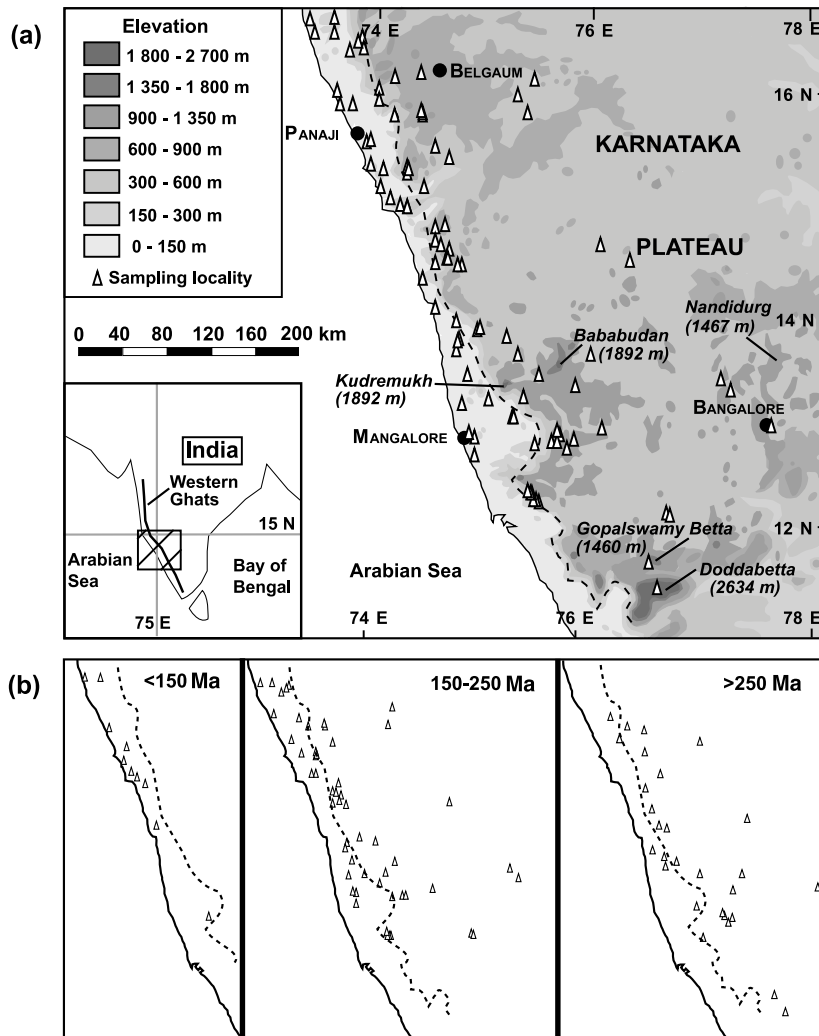 (a)
Elevation
1 800 - 2 700 m
1 350 - 1 800 m
900 - 1 350 m
600 - 900 m
300 - 600 m
150 - 300 m
0 - 150 m
Sampling locality
0 40 80 120 160 200 km
74 E
76 E
78 E
16 N
BELGAUM
PANAJI
KARNATAKA
PLATEAU
14 N
Nandidurg
(1467 m)
Bababudan
(1892 m)
Kudremukh
(1892 m)
BANGALORE
MANGALORE
12 N
Gopalswamy Betta
(1460 m)
Doddabetta
(2634 m)
Arabian Sea
74 E
76 E
78 E
India
Western
Ghats
15 N
Arabian
Sea
Bay of
Bengal
75 E
(b)
<150 Ma
150-250 Ma
>250 Ma